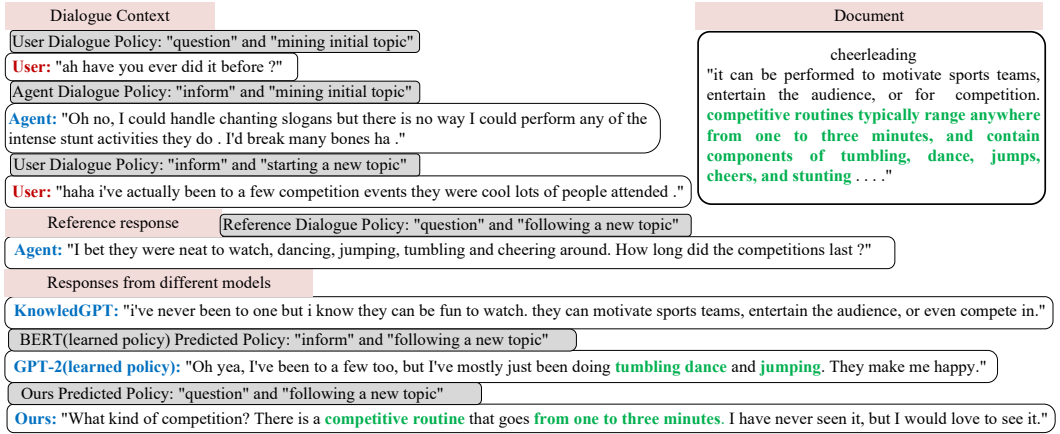 Dialogue Context
User Dialogue Policy: "question" and "mining initial topic"
User: "ah have you ever did it before ?"
Agent Dialogue Policy: "inform" and "mining initial topic"
Agent: "Oh no, I could handle chanting slogans but there is no way I could perform any of the
intense stunt activities they do . I'd break many bones ha ."
User Dialogue Policy: "inform" and "starting a new topic"
User: "haha i've actually been to a few competition events they were cool lots of people attended ."
Document
cheerleading
"it can be performed to motivate sports teams,
entertain the audience, or for competition.
competitive routines typically range anywhere
from one to three minutes, and contain
components of tumbling, dance, jumps,
cheers, and stunting . . . ."
Reference response
Reference Dialogue Policy: "question" and "following a new topic"
Agent: "I bet they were neat to watch, dancing, jumping, tumbling and cheering around. How long did the competitions last ?"
Responses from different models
KnowledGPT: "i've never been to one but i know they can be fun to watch. they can motivate sports teams, entertain the audience, or even compete in."
BERT(learned policy) Predicted Policy: "inform" and "following a new topic"
GPT-2(learned policy): "Oh yea, I've been to a few too, but I've mostly just been doing tumbling dance and jumping. They make me happy."
Ours Predicted Policy: "question" and "following a new topic"
Ours: "What kind of competition? There is a competitive routine that goes from one to three minutes. I have never seen it, but I would love to see it."